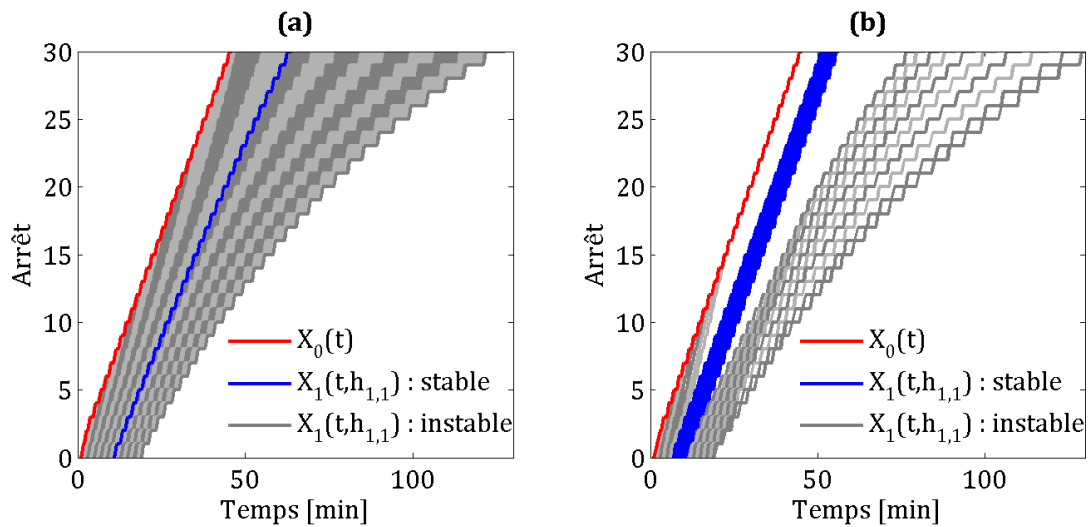 (a)
30
25
20
15
10
5
0
Arrêt
X0(t)
X1(t,h1,1) : stable
X1(t,h1,1) : instable
0 50 100
Temps [min]
(b)
30
25
20
15
10
5
0
Arrêt
X0(t)
X1(t,h1,1) : stable
X1(t,h1,1) : instable
0 50 100
Temps [min]